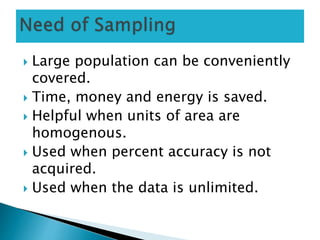 Need of Sampling
Large population can be conveniently
covered.
Time, money and energy is saved.
Helpful when units of area are
homogenous.
Used when percent accuracy is not
acquired.
Used when the data is unlimited.